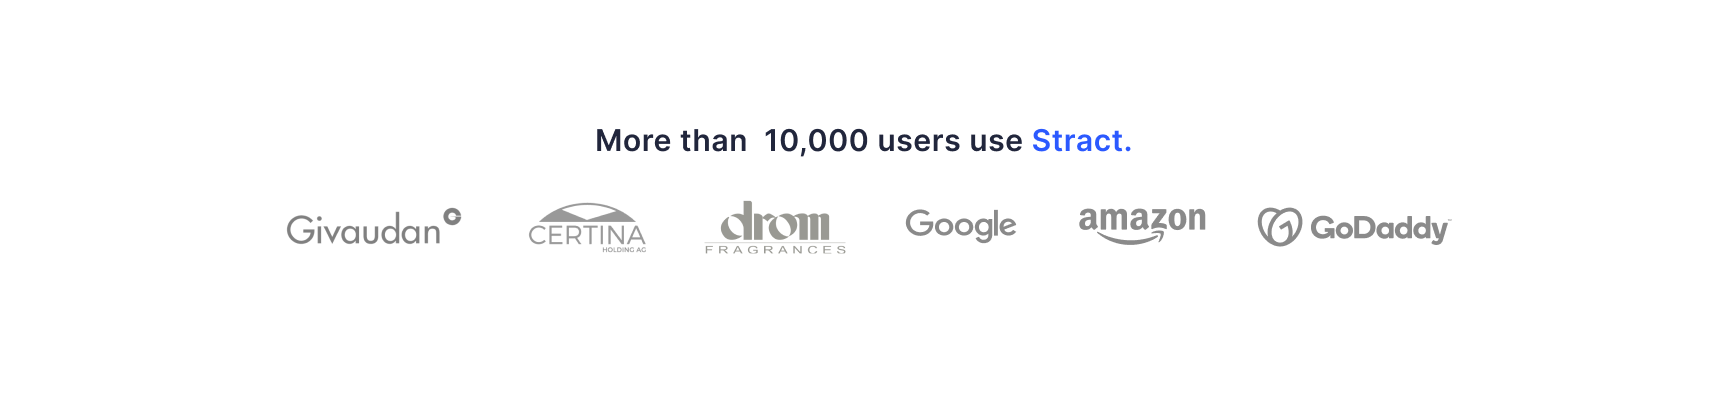 More than  10,000 users use Stract.
Givaudan
CERTINA
HOLDING AG
drom
FRAGRANCES
Google
amazon
GoDaddy